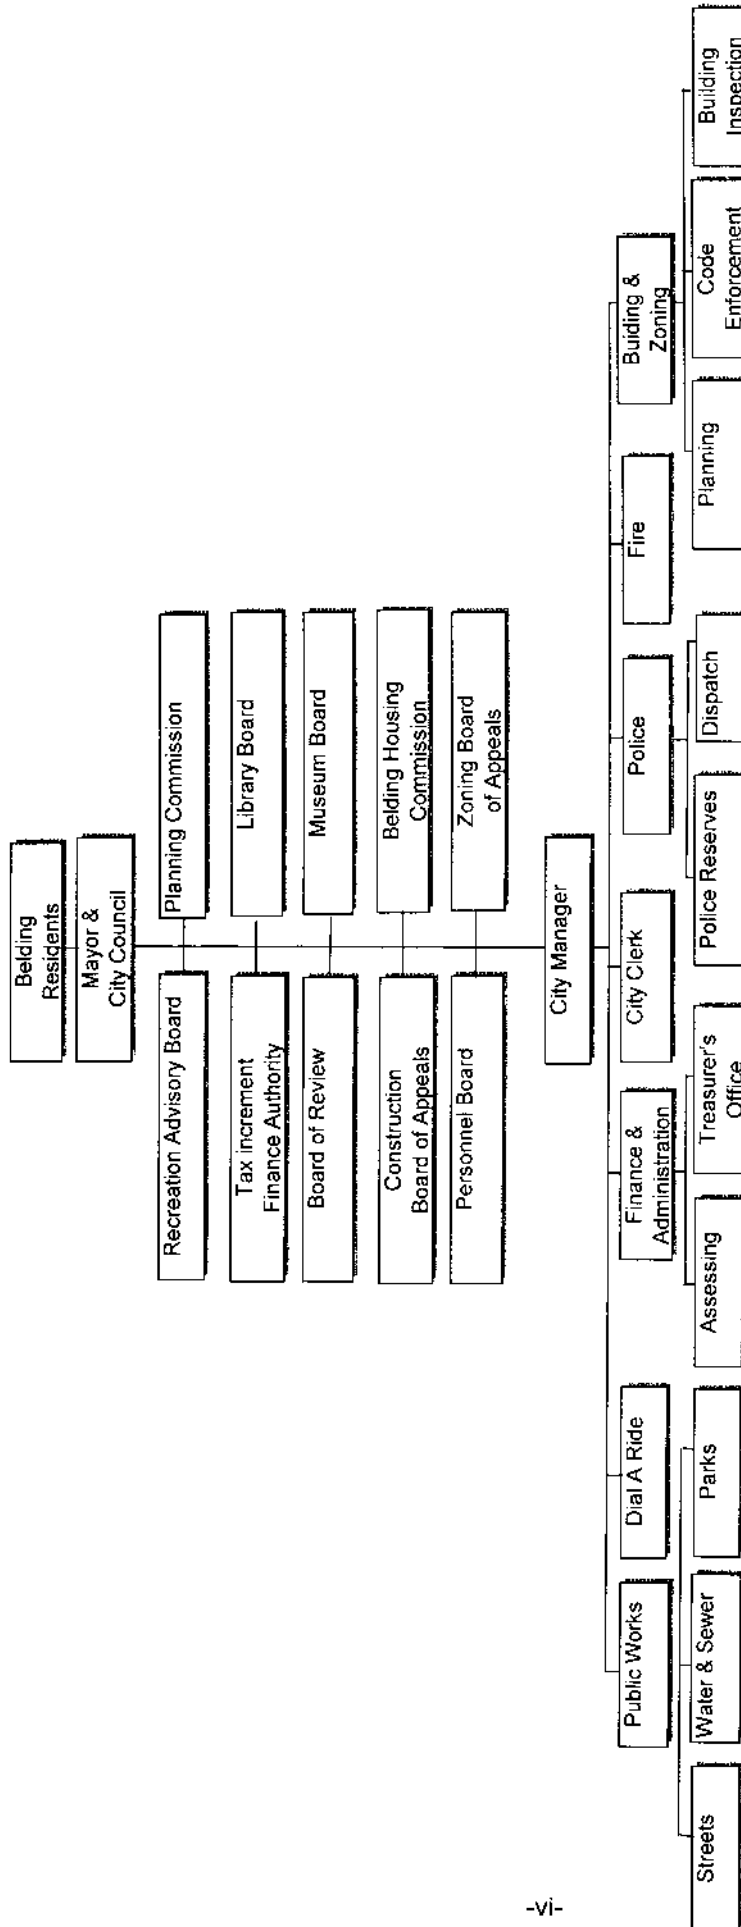 Belding
Residents
Mayor &
City Council
Recreation Advisory Board
Planning Commission
Tax increment
Finance Authority
Library Board
Board of Review
Museum Board
Construction
Board of Appeals
Belding Housing
Commission
Personnel Board
Zoning Board
of Appeals
City Manager
Public Works
Dial A Ride
Finance &
Administration
City Clerk
Police
Fire
Buiding &
Zoning
Streets
Water & Sewer
Parks
Assessing
Treasurer's
Office
Police Reserves
Dispatch
Planning
Code
Enforcement
Building
Inspection
-vi-